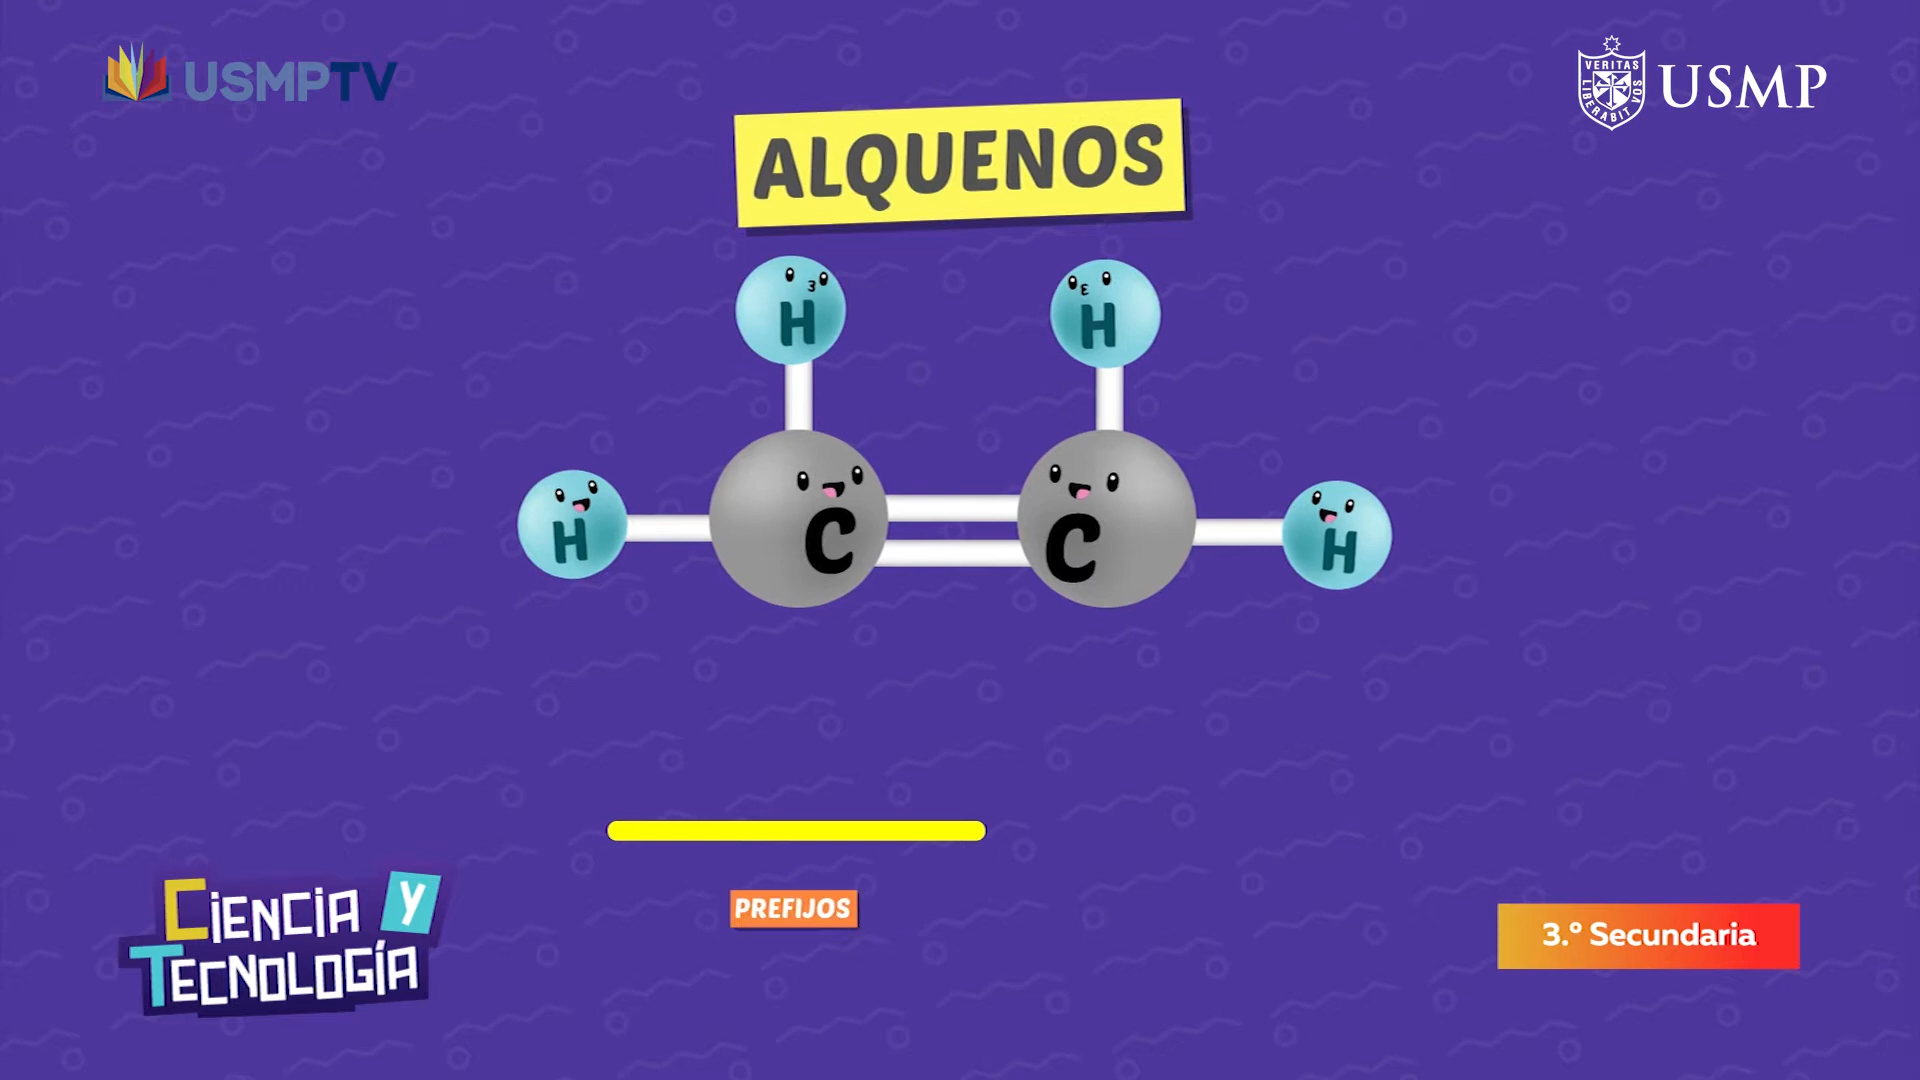 USMPTV
VERITAS
LIBERABIT VOS
USMP
ALQUENOS
H
H
H
C
C
H
PREFIJOS
CIENCIA Y
TECNOLOGÍA
3.º Secundaria